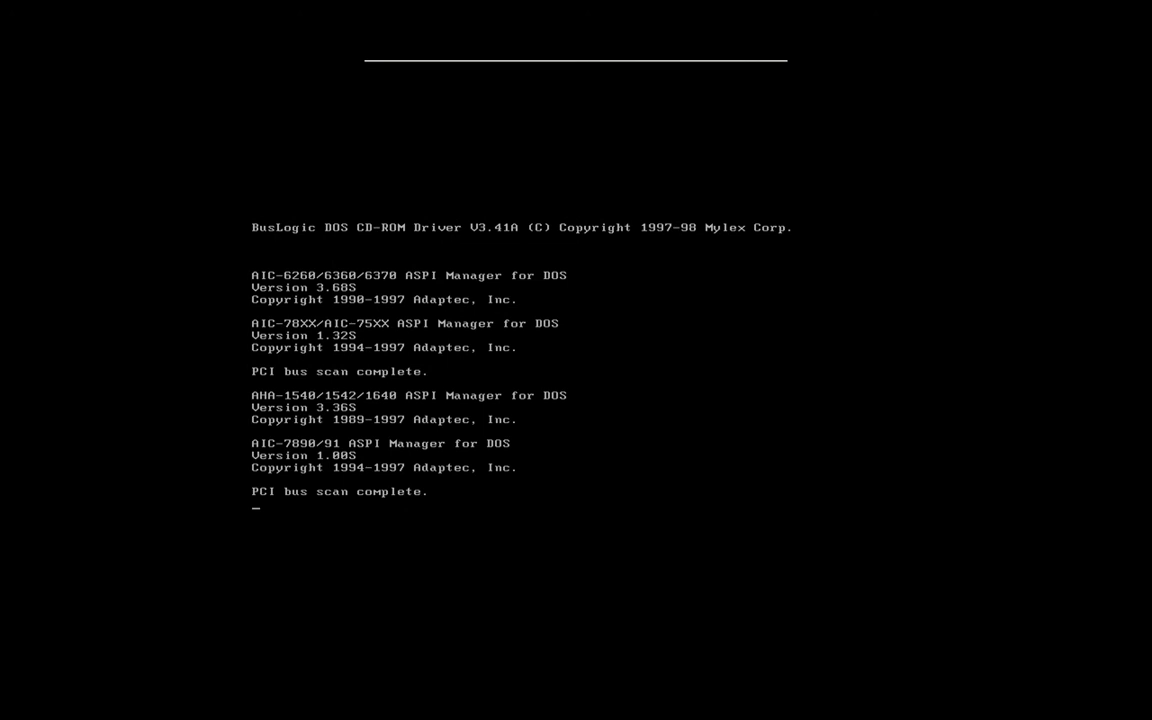 BusLogic DOS CD-ROM Driver V3.41A (C) Copyright 1997-98 Mylex Corp.
AIC-6260/6360/6370 ASPI Manager for DOS
Version 3.68S
Copyright 1990-1997 Adaptec, Inc.
AIC-78XX/AIC-75XX ASPI Manager for DOS
Version 1.32S
Copyright 1994-1997 Adaptec, Inc.
PCI bus scan complete.
AHA-1540/1542/1640 ASPI Manager for DOS
Version 3.36S
Copyright 1989-1997 Adaptec, Inc.
AIC-7890/91 ASPI Manager for DOS
Version 1.00S
Copyright 1994-1997 Adaptec, Inc.
PCI bus scan complete.